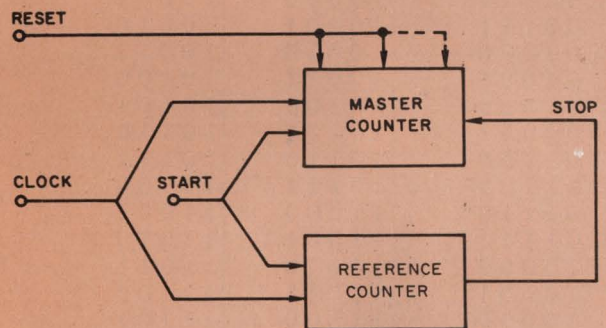 RESET
MASTER
COUNTER
STOP
CLOCK
START
REFERENCE
COUNTER